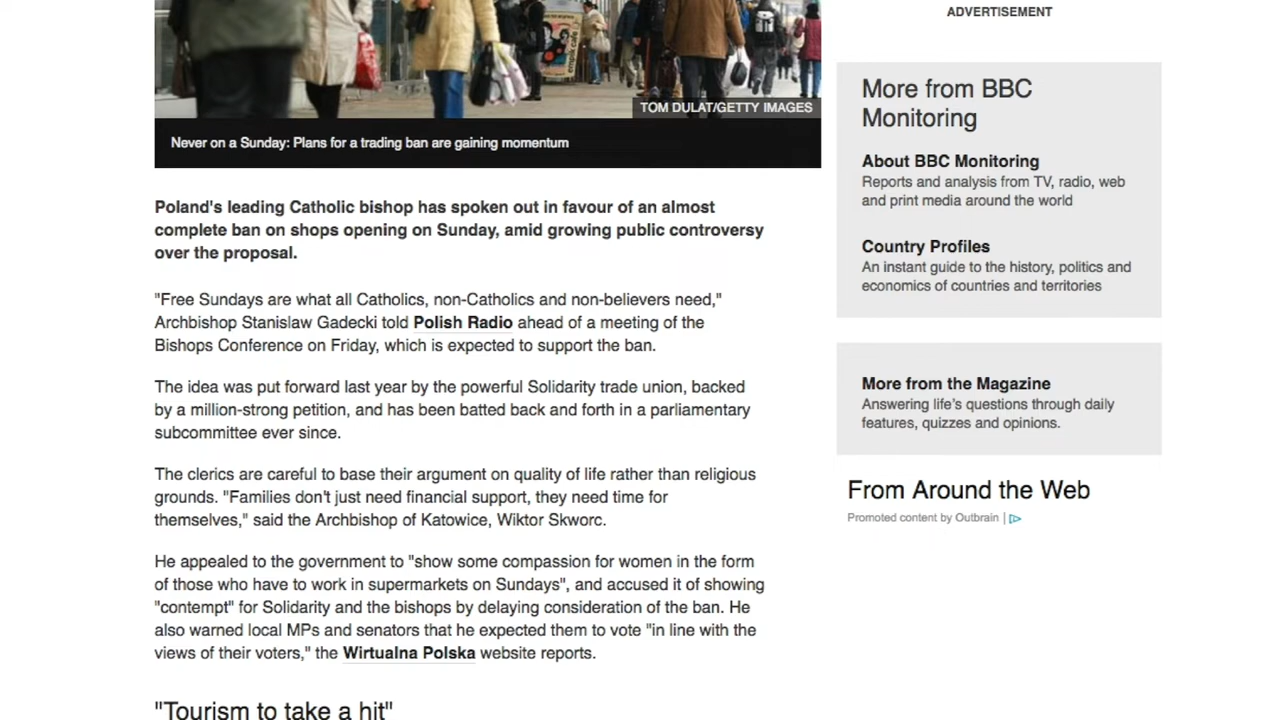 ADVERTISEMENT
TOM DULAT/GETTY IMAGES
Never on a Sunday: Plans for a trading ban are gaining momentum
Poland's leading Catholic bishop has spoken out in favour of an almost
complete ban on shops opening on Sunday, amid growing public controversy
over the proposal.
"Free Sundays are what all Catholics, non-Catholics and non-believers need,"
Archbishop Stanislaw Gadecki told Polish Radio ahead of a meeting of the
Bishops Conference on Friday, which is expected to support the ban.
The idea was put forward last year by the powerful Solidarity trade union, backed
by a million-strong petition, and has been batted back and forth in a parliamentary
subcommittee ever since.
The clerics are careful to base their argument on quality of life rather than religious
grounds. "Families don't just need financial support, they need time for
themselves," said the Archbishop of Katowice, Wiktor Skworc.
He appealed to the government to "show some compassion for women in the form
of those who have to work in supermarkets on Sundays", and accused it of showing
"contempt" for Solidarity and the bishops by delaying consideration of the ban. He
also warned local MPs and senators that he expected them to vote "in line with the
views of their voters," the Wirtualna Polska website reports.
"Tourism to take a hit"
More from BBC
Monitoring
About BBC Monitoring
Reports and analysis from TV, radio, web
and print media around the world
Country Profiles
An instant guide to the history, politics and
economics of countries and territories
More from the Magazine
Answering life's questions through daily
features, quizzes and opinions.
From Around the Web
Promoted content by Outbrain |